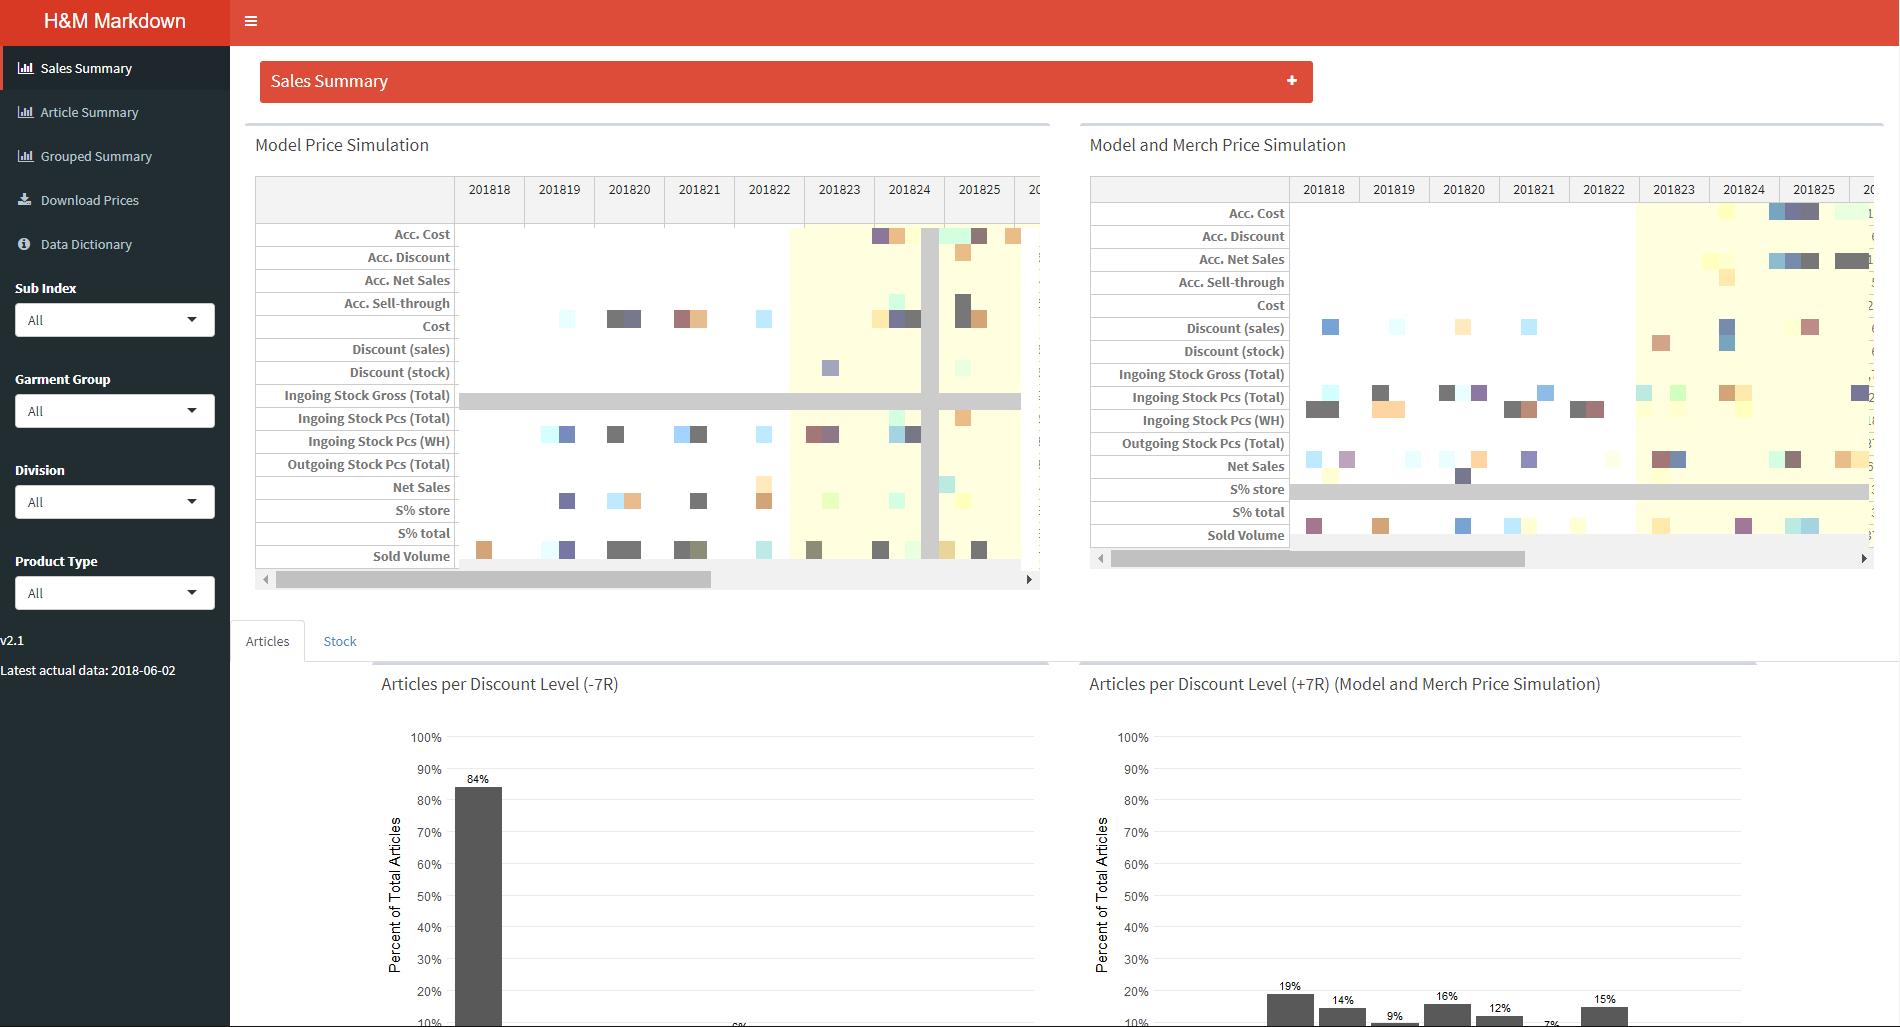 H&M Markdown
Sales Summary
Article Summary
Grouped Summary
Download Prices
Data Dictionary
Sub Index
All
Garment Group
All
Division
All
Product Type
All
v2.1
Latest actual data: 2018-06-02
Sales Summary
Model Price Simulation
201818 201819 201820 201821 201822 201823 201824 201825
Acc. Cost
Acc. Discount
Acc. Net Sales
Acc. Sell-through
Cost
Discount (sales)
Discount (stock)
Ingoing Stock Gross (Total)
Ingoing Stock Pcs (Total)
Ingoing Stock Pcs (WH)
Outgoing Stock Pcs (Total)
Net Sales
S% store
S% total
Sold Volume
Model and Merch Price Simulation
201818 201819 201820 201821 201822 201823 201824 201825
Acc. Cost
Acc. Discount
Acc. Net Sales
Acc. Sell-through
Cost
Discount (sales)
Discount (stock)
Ingoing Stock Gross (Total)
Ingoing Stock Pcs (Total)
Ingoing Stock Pcs (WH)
Outgoing Stock Pcs (Total)
Net Sales
S% store
S% total
Sold Volume
Articles Stock
Articles per Discount Level (-7R)
Percent of Total Articles
100%
90%
80%
70%
60%
50%
40%
30%
20%
10%
84%
Articles per Discount Level (+7R) (Model and Merch Price Simulation)
Percent of Total Articles
100%
90%
80%
70%
60%
50%
40%
30%
20%
10%
19% 14% 9% 16% 12% 7% 15%